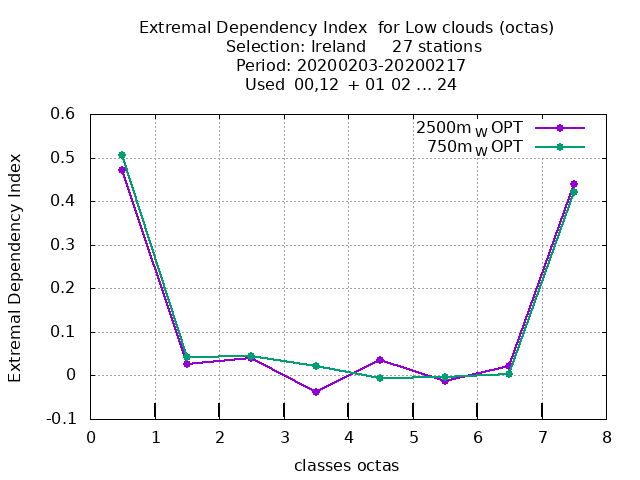 Extremal Dependency Index  for Low clouds (octas)
Selection: Ireland     27 stations
Period: 20200203-20200217
Used  00,12  + 01 02 ... 24
2500m W OPT
750m W OPT
Extremal Dependency Index
0.6
0.5
0.4
0.3
0.2
0.1
0
-0.1
0 1 2 3 4 5 6 7 8
classes octas